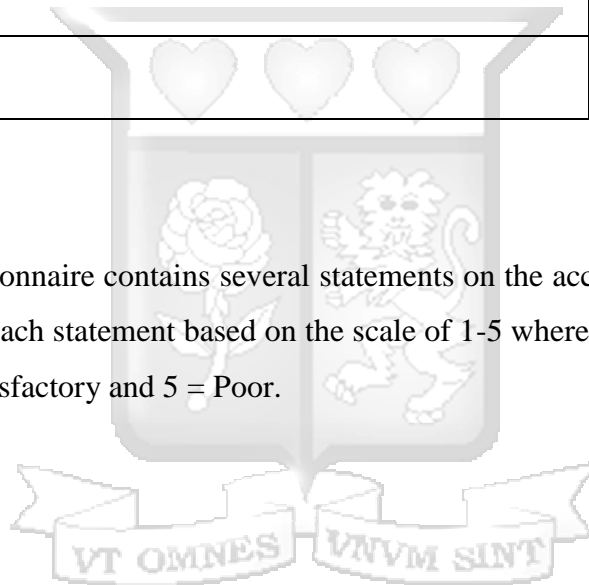 onnaire contains several statements on the acc
ach statement based on the scale of 1-5 where
sfactory and 5 = Poor.
VT OMNES VNVM SINT